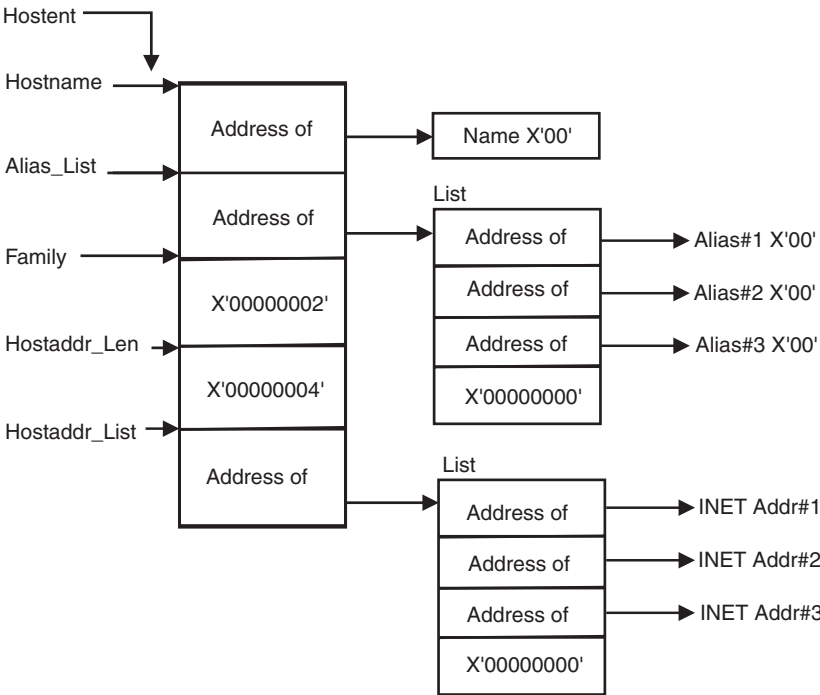 Hostent
Hostname
Address of
Name X'00'
Alias_List
List
Address of
Address of
Alias#1 X'00'
Family
Address of
Alias#2 X'00'
X'00000002'
Hostaddr_Len
Address of
Alias#3 X'00'
X'00000004'
X'00000000'
Hostaddr_List
List
Address of
Address of
INET Addr#1
Address of
INET Addr#2
Address of
INET Addr#3
X'00000000'